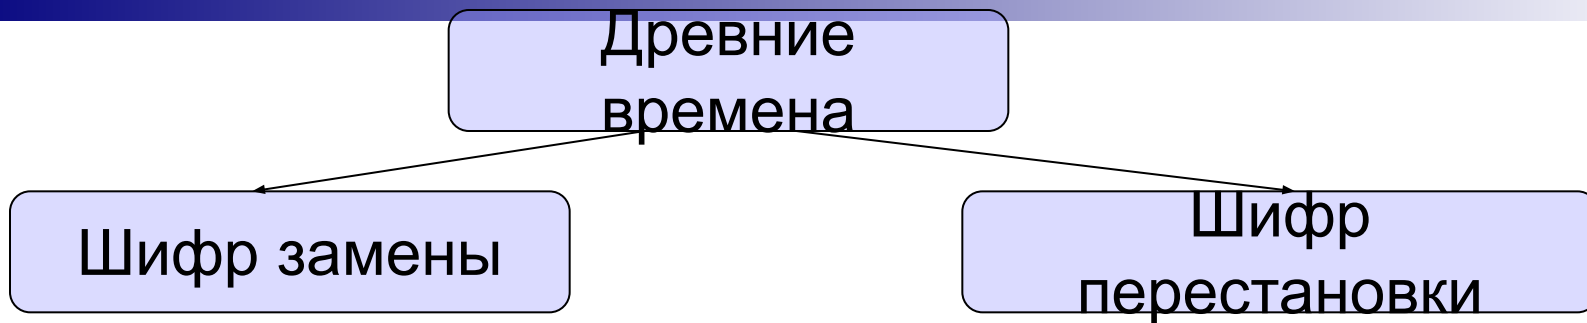 Древние
времена
Шифр замены
Шифр
перестановки